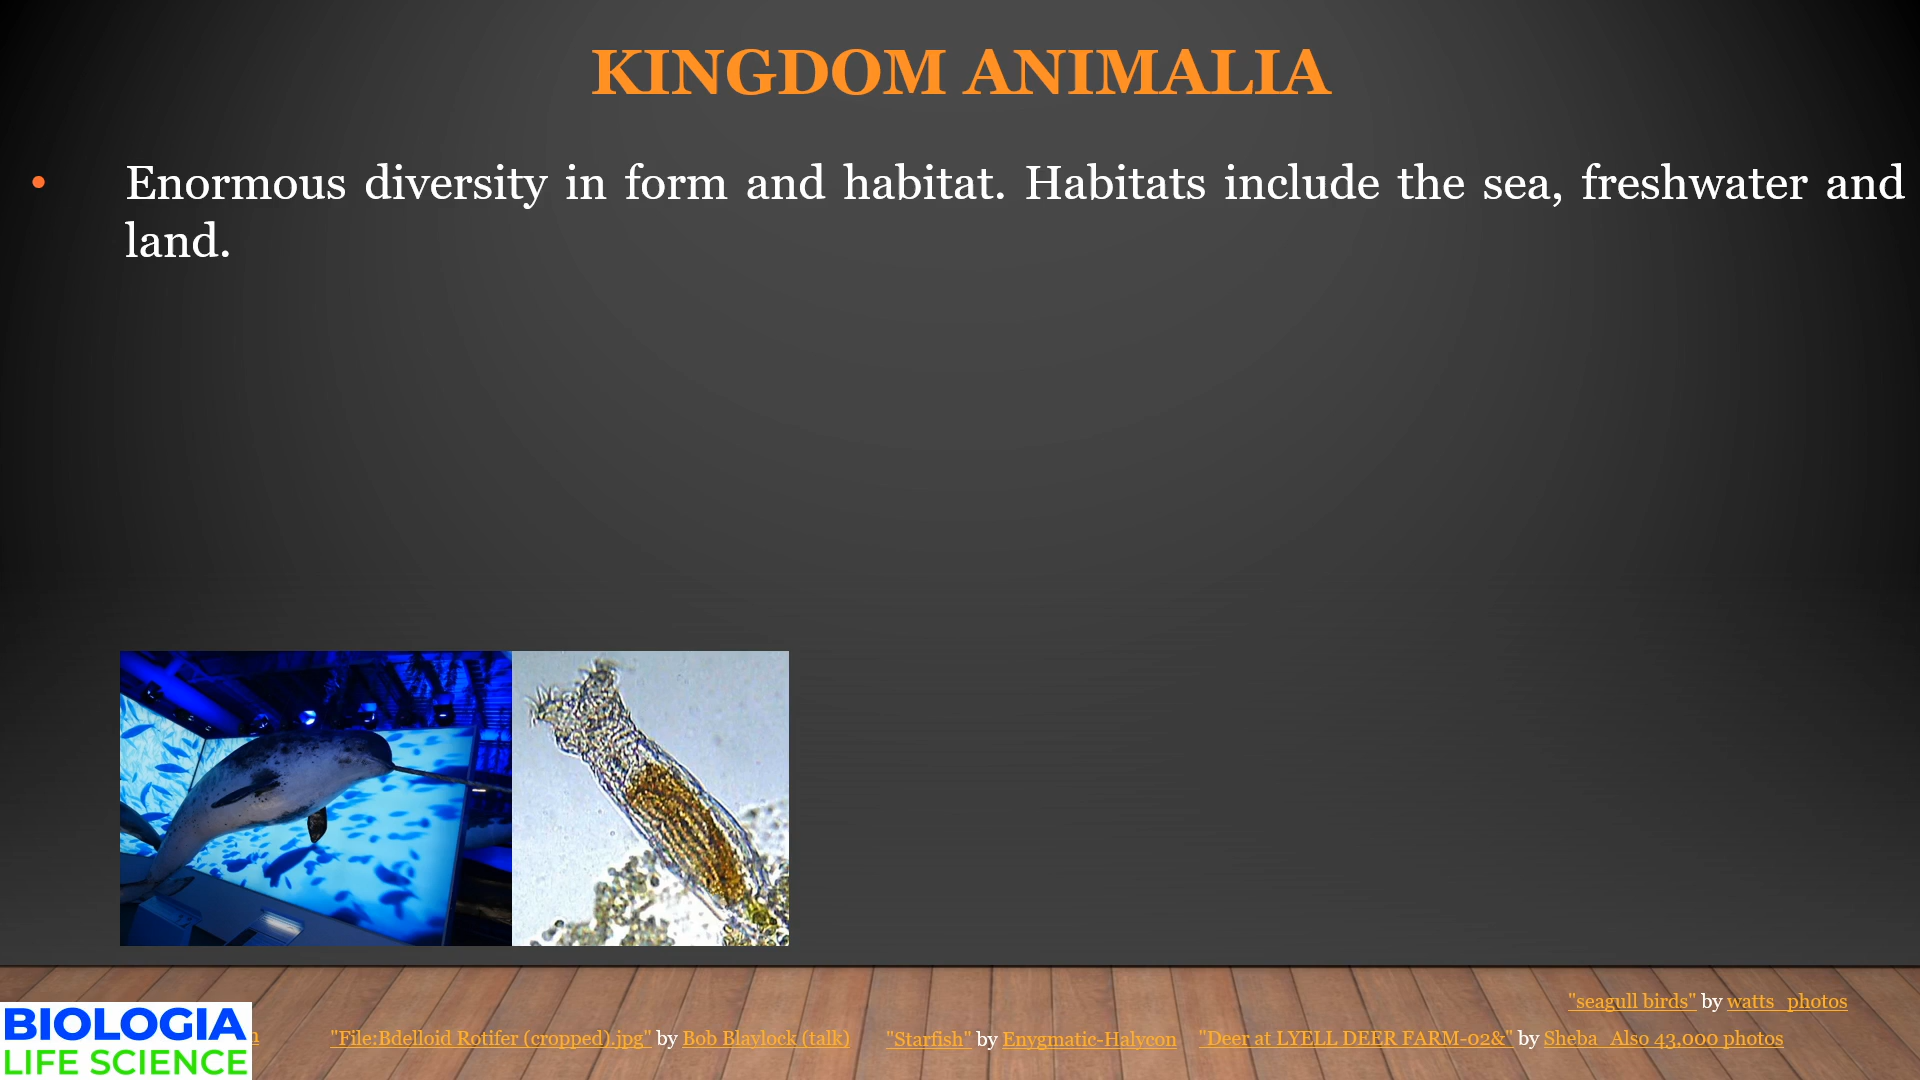 KINGDOM ANIMALIA
• Enormous diversity in form and habitat. Habitats include the sea, freshwater and
land.
"seagull birds" by watts_photos
"File:Bdelloid Rotifer (cropped).jpg" by Bob Blaylock (talk)
"Starfish" by Enygmatic-Halycon
"Deer at LYELL DEER FARM-02&" by Sheba_Also 43,000 photos
BIOLOGIA
LIFE SCIENCE